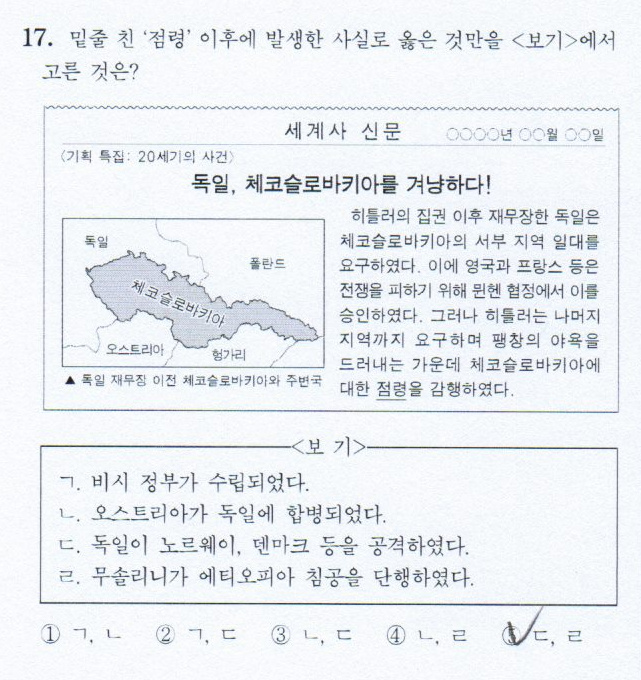 17. 밑줄 친 ‘점령’ 이후에 발생한 사실로 옳은 것만을 <보기>에서
고른 것은?
세계사 신문 ○○○○년 ○○월 ○○일
(기획 특집: 20세기의 사건)
독일, 체코슬로바키아를 겨냥하다!
독일
폴란드
체코슬로바키아
오스트리아
헝가리
▲ 독일 재무장 이전 체코슬로바키아와 주변국
히틀러의 집권 이후 재무장한 독일은
체코슬로바키아의 서부 지역 일대를
요구하였다. 이에 영국과 프랑스 등은
전쟁을 피하기 위해 뮌헨 협정에서 이를
승인하였다. 그러나 히틀러는 나머지
지역까지 요구하며 팽창의 야욕을
드러내는 가운데 체코슬로바키아에
대한 점령을 감행하였다.
<보 기>
ㄱ. 비시 정부가 수립되었다.
ㄴ. 오스트리아가 독일에 합병되었다.
ㄷ. 독일이 노르웨이, 덴마크 등을 공격하였다.
ㄹ. 무솔리니가 에티오피아 침공을 단행하였다.
① ㄱ, ㄴ ② ㄱ, ㄷ ③ ㄴ, ㄷ ④ ㄴ, ㄹ ⑤ ㄷ, ㄹ